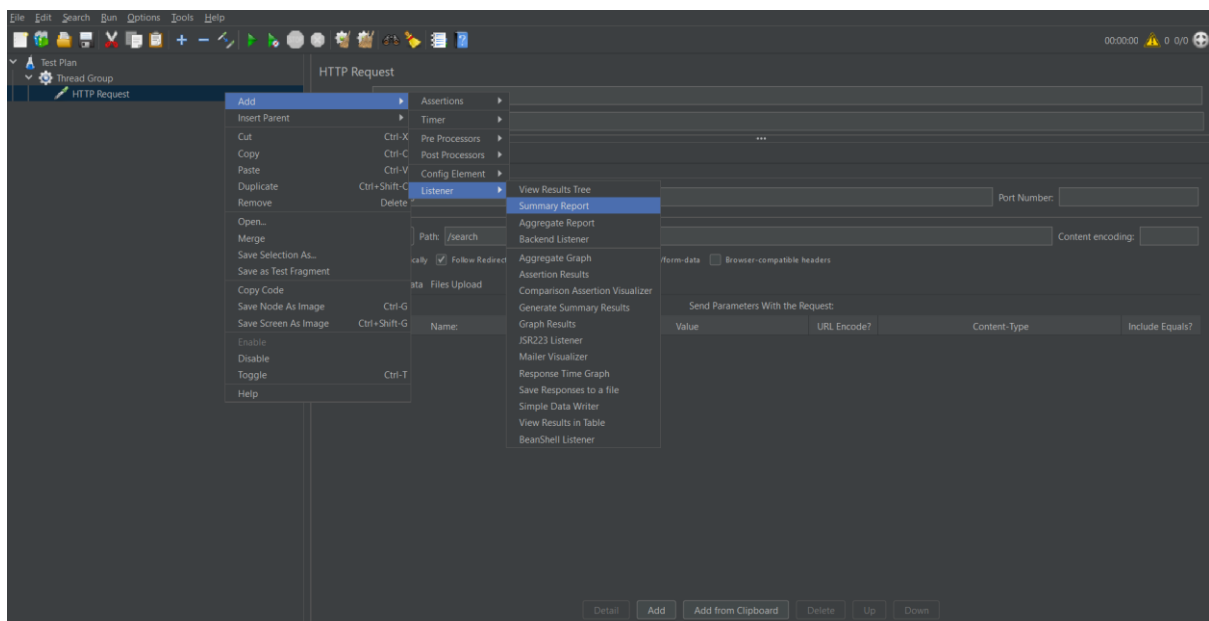 File Edit Search Run Options Tools Help
00:00:00 0 0/0
Test Plan
Thread Group
HTTP Request
HTTP Request
Add
Insert Parent
Cut Ctrl-X
Copy Ctrl-C
Paste Ctrl-V
Duplicate Ctrl+Shift-C
Remove Delete
Open...
Merge
Save Selection As...
Save as Test Fragment
Copy Code
Save Node As Image Ctrl-G
Save Screen As Image Ctrl+Shift-G
Enable
Disable
Toggle Ctrl-T
Help
Assertions
Timer
Pre Processors
Post Processors
Config Element
Listener
View Results Tree
Summary Report
Aggregate Report
Backend Listener
Aggregate Graph
Assertion Results
Comparison Assertion Visualizer
Generate Summary Results
Graph Results
JSR223 Listener
Mailer Visualizer
Response Time Graph
Save Responses to a file
Simple Data Writer
View Results in Table
BeanShell Listener
Port Number:
Path: /search Content encoding:
cally Follow Redirect /form-data Browser-compatible headers
ata Files Upload
Send Parameters With the Request:
Name: Value URL Encode? Content-Type Include Equals?
Detail Add Add from Clipboard Delete Up Down